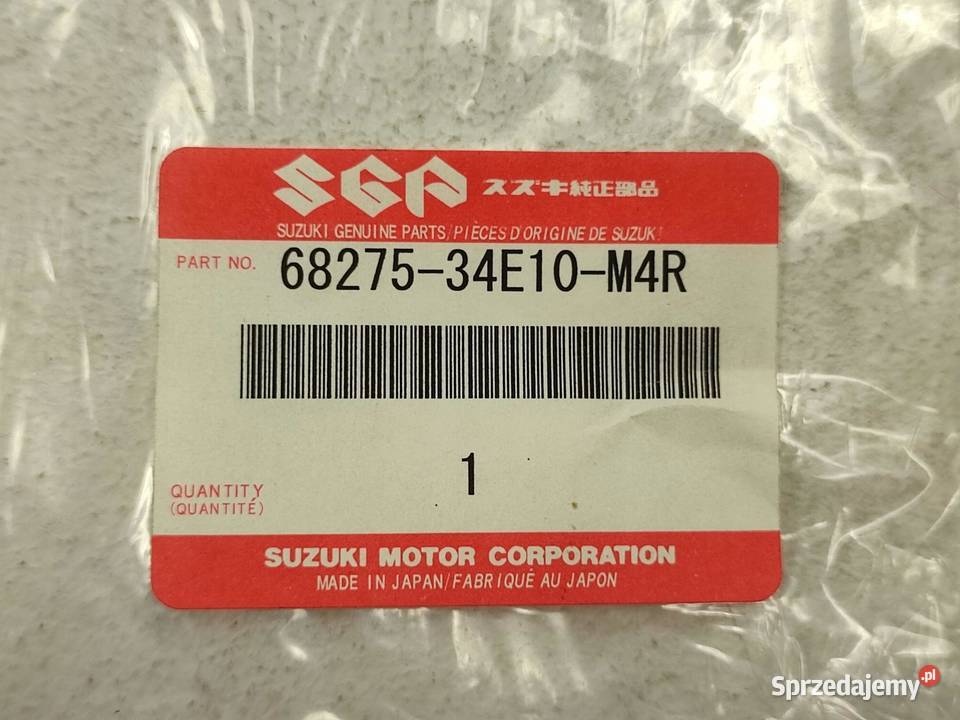 SGP スズキ純正部品
SUZUKI GENUINE PARTS/PIÈCES D'ORIGINE DE SUZUKI
PART NO. 68275-34E10-M4R
1
QUANTITY
(QUANTITÉ)
SUZUKI MOTOR CORPORATION
MADE IN JAPAN/FABRIQUÉ AU JAPON
Sprzedajemy.pl